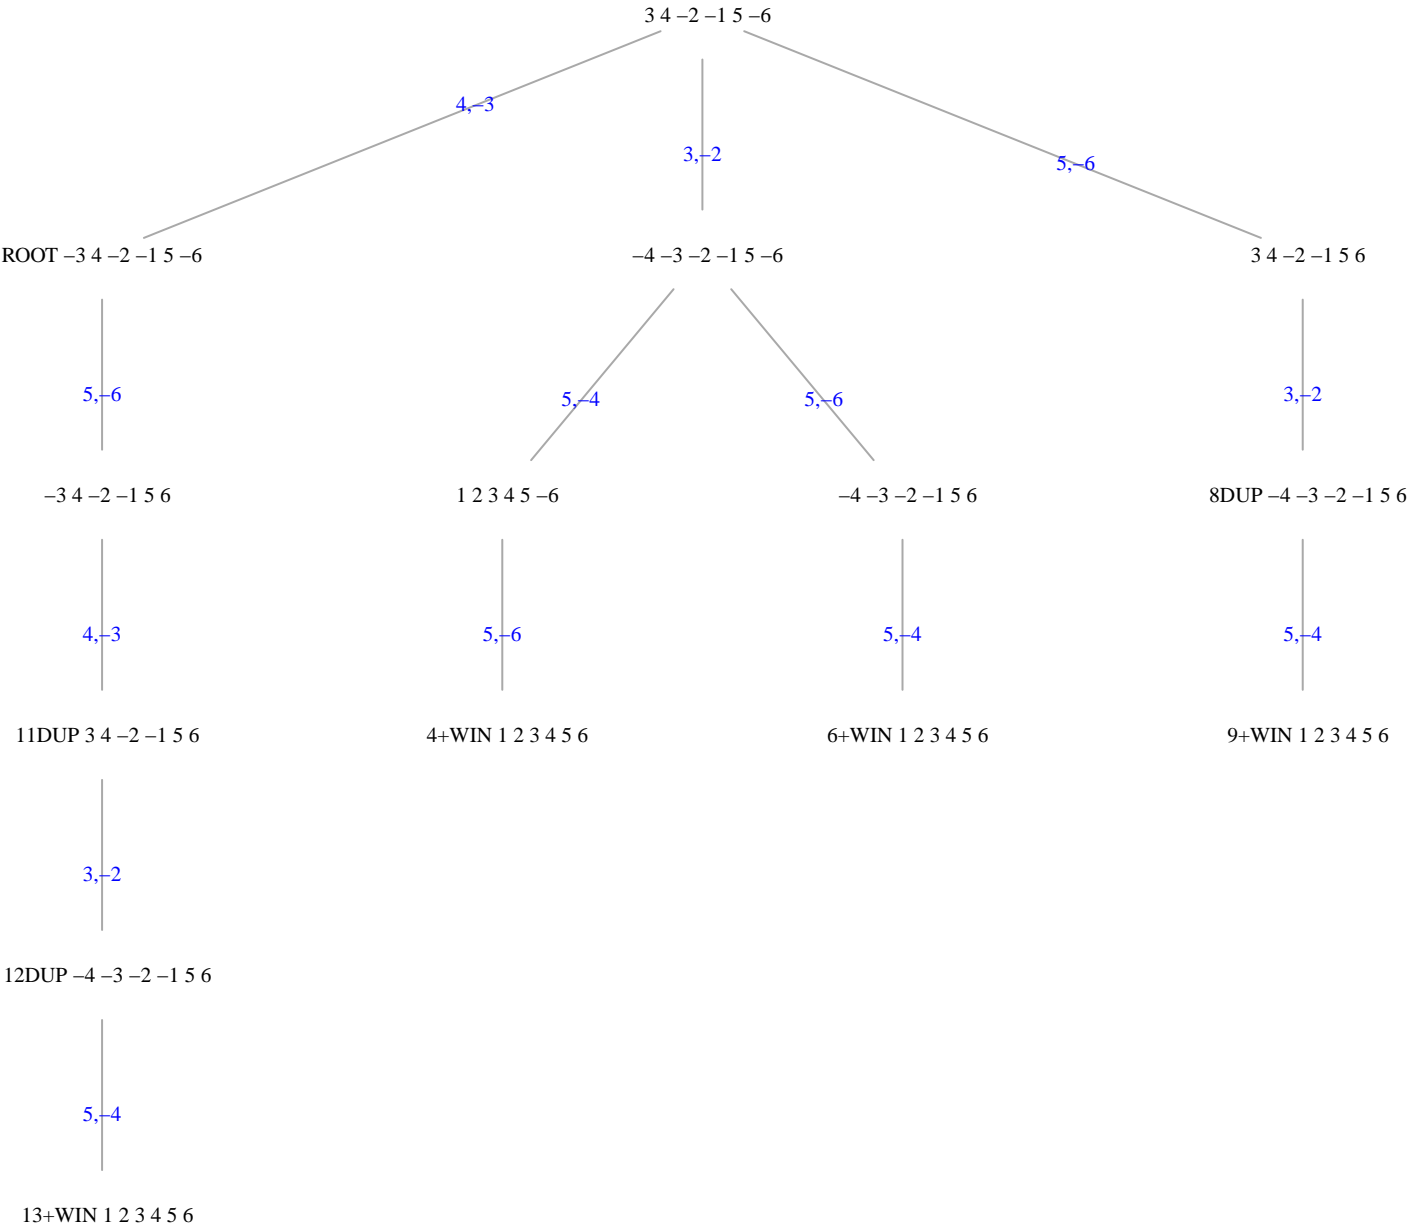 3 4 –2 –1 5 –6
4,–3
3,–2
5,–6
ROOT –3 4 –2 –1 5 –6
–4 –3 –2 –1 5 –6
3 4 –2 –1 5 6
5,–6
5,–4
5,–6
3,–2
–3 4 –2 –1 5 6
1 2 3 4 5 –6
–4 –3 –2 –1 5 6
8DUP –4 –3 –2 –1 5 6
4,–3
5,–6
5,–4
5,–4
11DUP 3 4 –2 –1 5 6
4+WIN 1 2 3 4 5 6
6+WIN 1 2 3 4 5 6
9+WIN 1 2 3 4 5 6
3,–2
12DUP –4 –3 –2 –1 5 6
5,–4
13+WIN 1 2 3 4 5 6